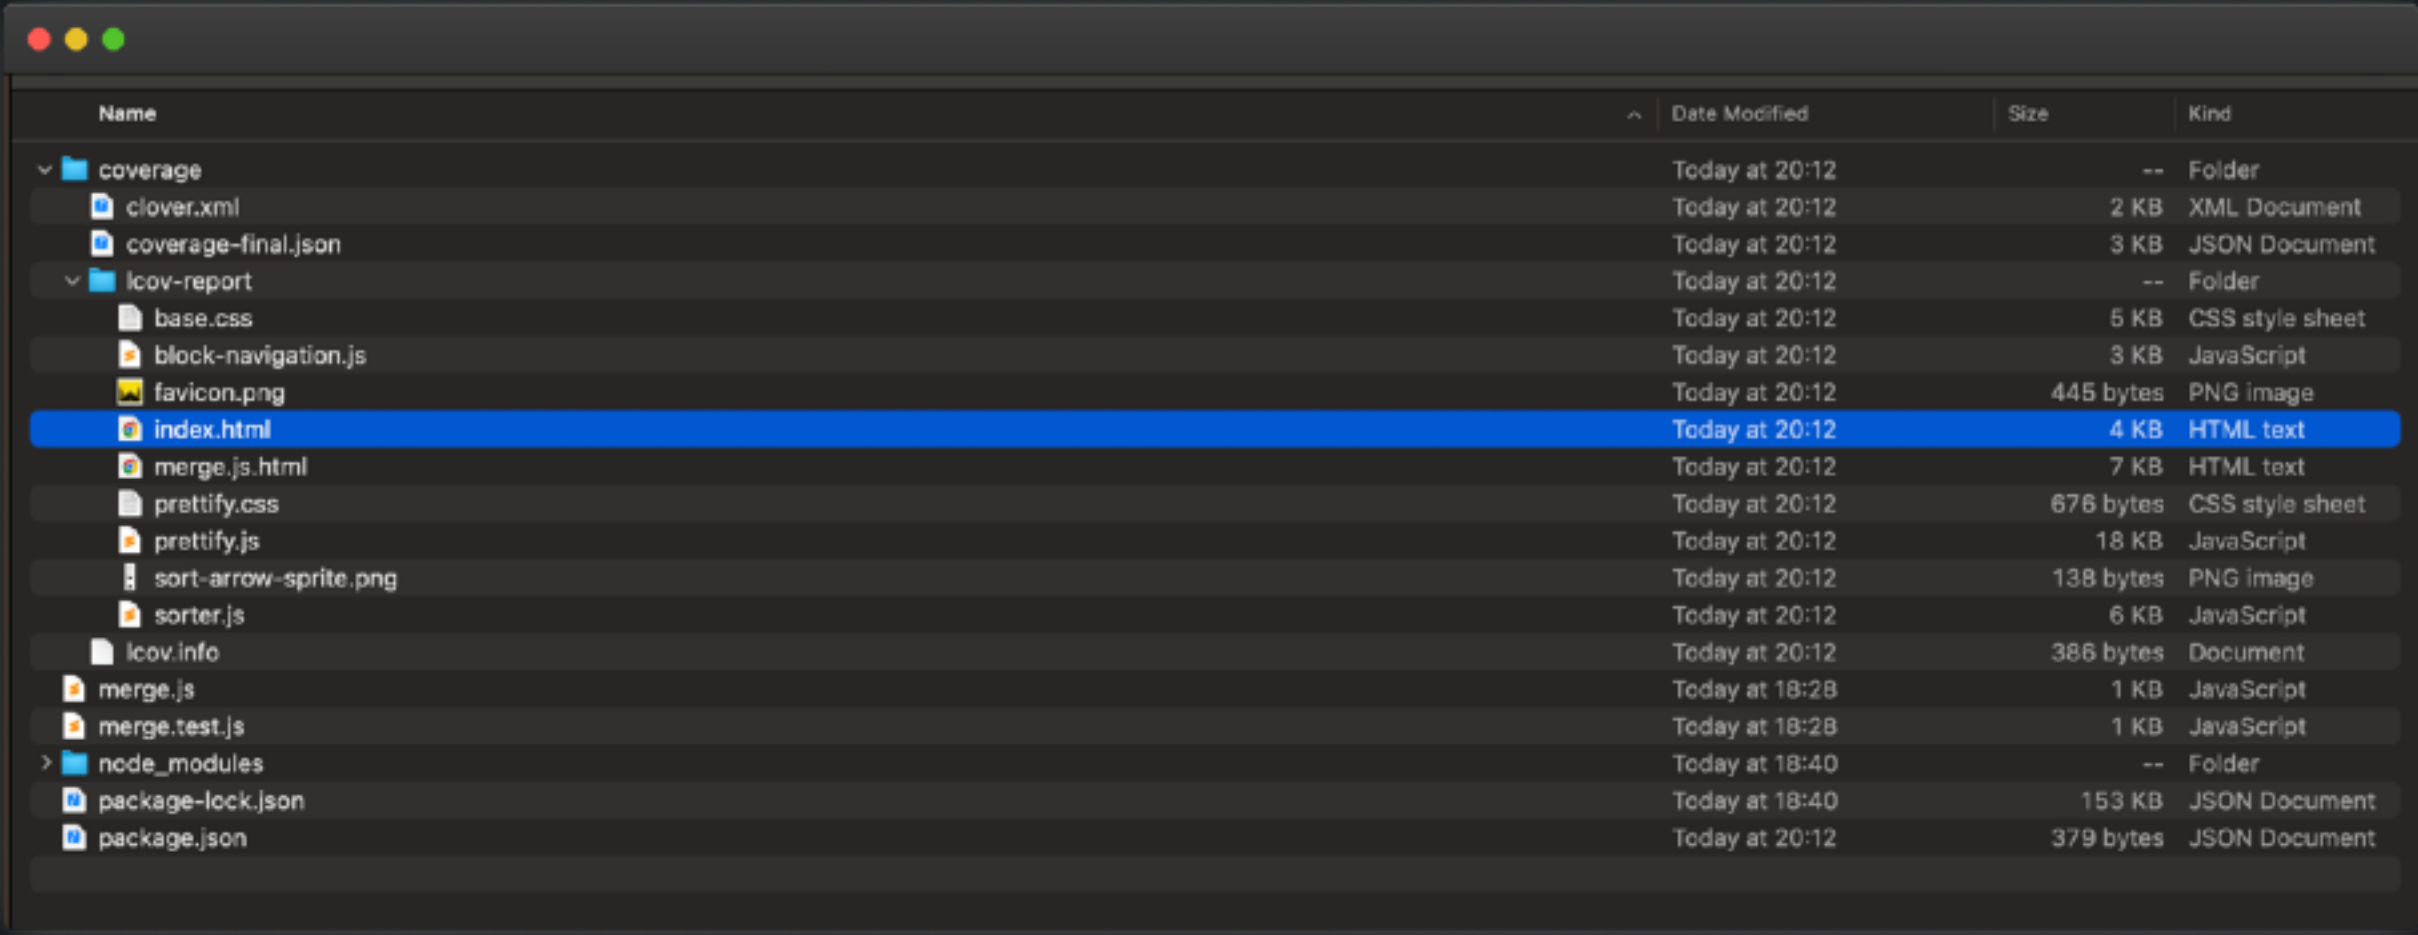 Name Date Modified Size Kind
coverage Today at 20:12 -- Folder
clover.xml Today at 20:12 2 KB XML Document
coverage-final.json Today at 20:12 3 KB JSON Document
lcov-report Today at 20:12 -- Folder
base.css Today at 20:12 5 KB CSS style sheet
block-navigation.js Today at 20:12 3 KB JavaScript
favicon.png Today at 20:12 445 bytes PNG image
index.html Today at 20:12 4 KB HTML text
merge.js.html Today at 20:12 7 KB HTML text
prettify.css Today at 20:12 676 bytes CSS style sheet
prettify.js Today at 20:12 18 KB JavaScript
sort-arrow-sprite.png Today at 20:12 138 bytes PNG image
sorter.js Today at 20:12 6 KB JavaScript
lcov.info Today at 20:12 386 bytes Document
merge.js Today at 18:28 1 KB JavaScript
merge.test.js Today at 18:28 1 KB JavaScript
node_modules Today at 18:40 -- Folder
package-lock.json Today at 18:40 153 KB JSON Document
package.json Today at 20:12 379 bytes JSON Document